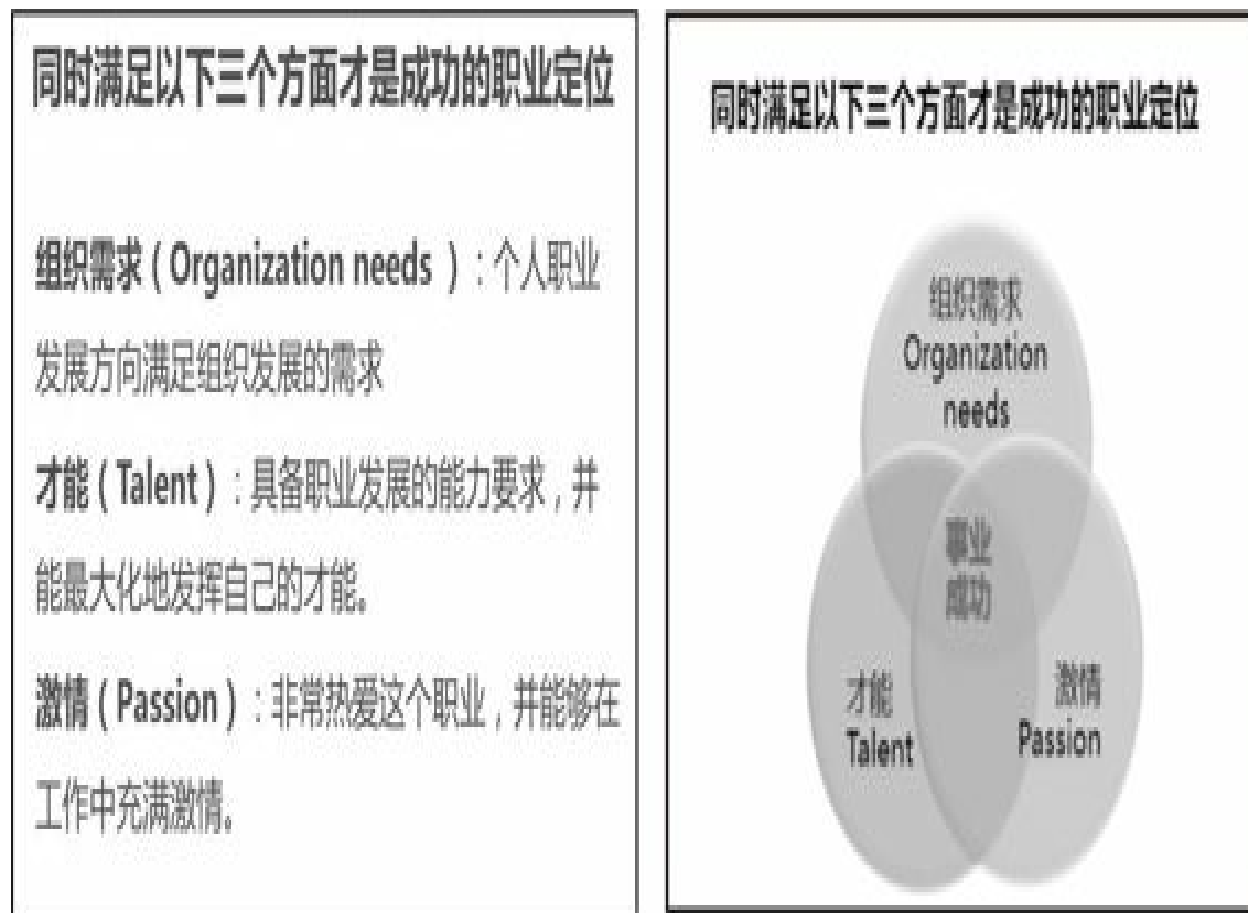 同时满足以下三个方面才是成功的职业定位
组织需求 ( Organization needs ) : 个人职业
发展方向满足组织发展的需求
才能 ( Talent ) : 具备职业发展的能力要求 , 并
能最大化地发挥自己的才能。
激情 ( Passion ) : 非常热爱这个职业 , 并能够在
工作中充满激情。
同时满足以下三个方面才是成功的职业定位
组织需求
Organization
needs
事业
成功
才能
Talent
激情
Passion